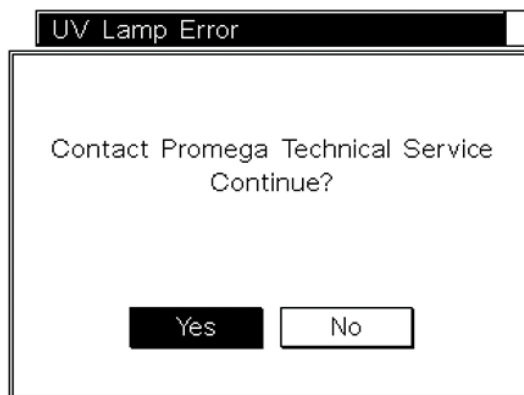 UV Lamp Error
Contact Promega Technical Service
Continue?
Yes No